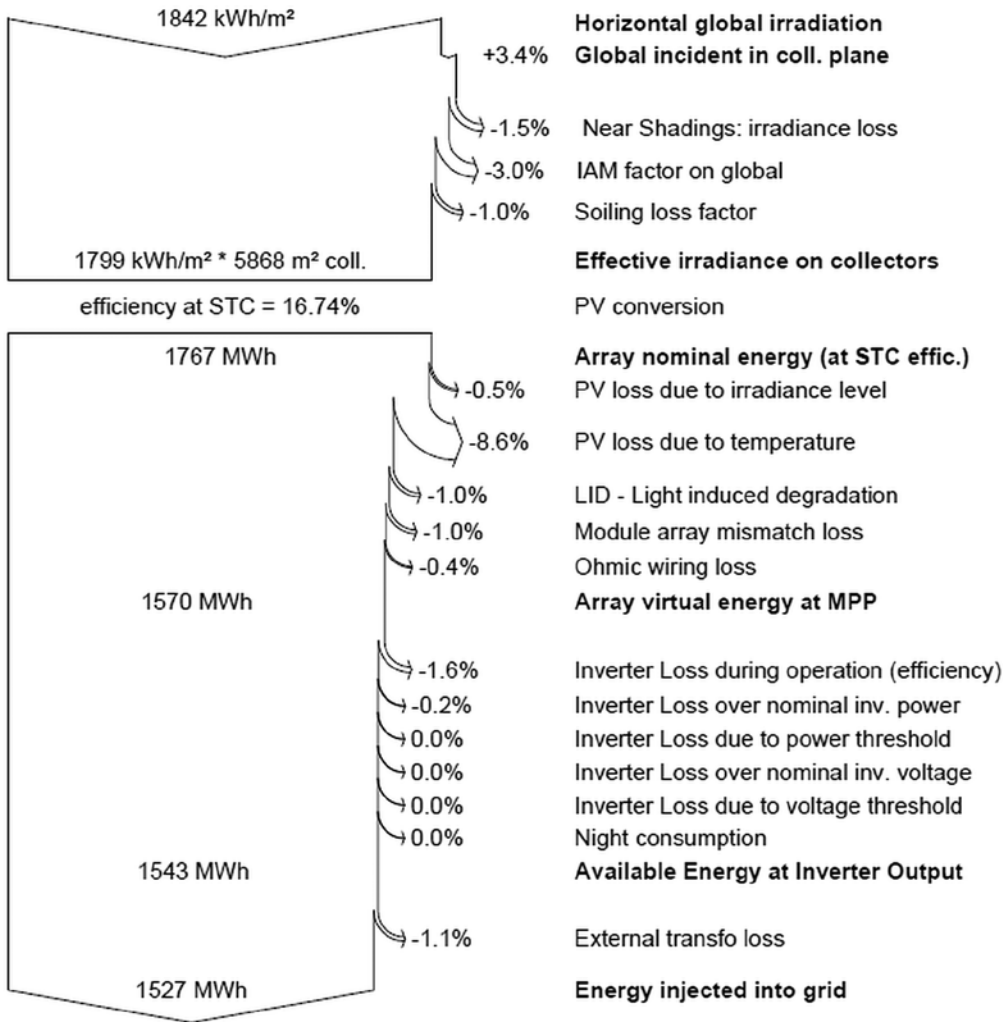 1842 kWh/m² Horizontal global irradiation
+3.4% Global incident in coll. plane
-1.5% Near Shadings: irradiance loss
-3.0% IAM factor on global
-1.0% Soiling loss factor
1799 kWh/m² * 5868 m² coll. Effective irradiance on collectors
efficiency at STC = 16.74% PV conversion
1767 MWh Array nominal energy (at STC effic.)
-0.5% PV loss due to irradiance level
-8.6% PV loss due to temperature
-1.0% LID - Light induced degradation
-1.0% Module array mismatch loss
-0.4% Ohmic wiring loss
1570 MWh Array virtual energy at MPP
-1.6% Inverter Loss during operation (efficiency)
-0.2% Inverter Loss over nominal inv. power
0.0% Inverter Loss due to power threshold
0.0% Inverter Loss over nominal inv. voltage
0.0% Inverter Loss due to voltage threshold
0.0% Night consumption
1543 MWh Available Energy at Inverter Output
-1.1% External transfo loss
1527 MWh Energy injected into grid